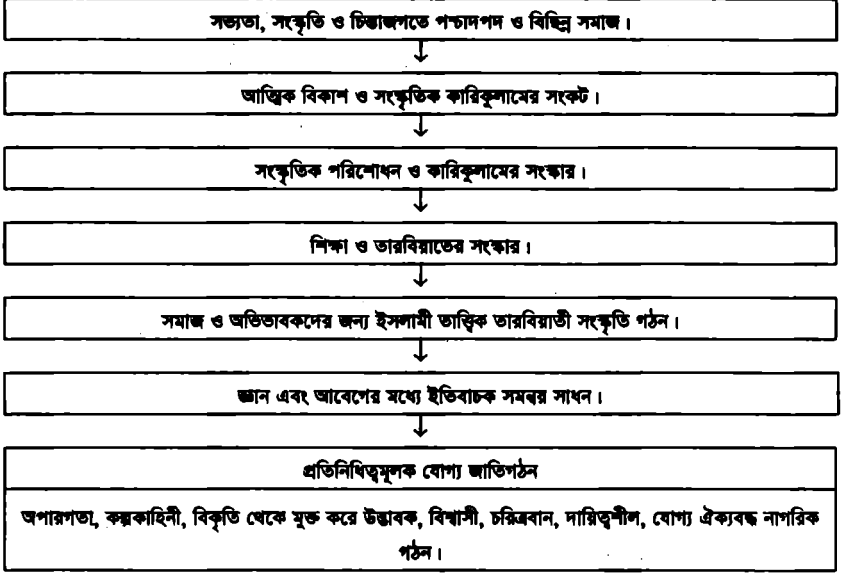 সভ্যতা, সংস্কৃতি ও চিন্তাজগতে পশ্চাদপদ ও বিছিন্ন সমাজ।
আত্মিক বিকাশ ও সংস্কৃতিক কারিকুলামের সংকট।
সংস্কৃতিক পরিশোধন ও কারিকুলামের সংস্কার।
শিক্ষা ও তারবিয়াতের সংস্কার।
সমাজ ও অভিভাবকদের জন্য ইসলামী তাত্ত্বিক তারবিয়াতী সংস্কৃতি গঠন।
জ্ঞান এবং আবেগের মধ্যে ইতিবাচক সমন্বয় সাধন।
প্রতিনিধিত্বমূলক যোগ্য জাতিগঠন
অপারগতা, কল্পকাহিনী, বিকৃতি থেকে মুক্ত করে উদ্ভাবক, বিশ্বাসী, চরিত্রবান, দায়িত্বশীল, যোগ্য ঐক্যবদ্ধ নাগরিক
গঠন।